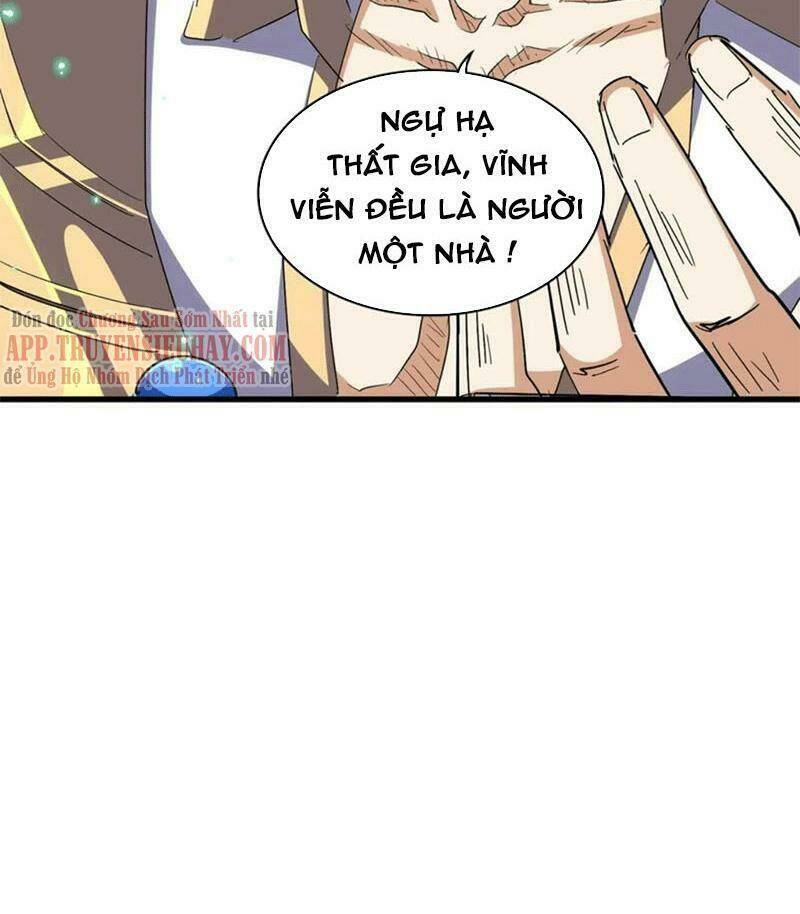 NGỰ HẠ
THẤT GIA, VĨNH
VIỄN ĐỀU LÀ NGƯỜI
MỘT NHÀ !
Đón đọc Chương Sau Sớm Nhất tại
APP.TRUYENSIEUHAY.COM
để Ủng Hộ Nhóm Dịch Phát Triển nhé